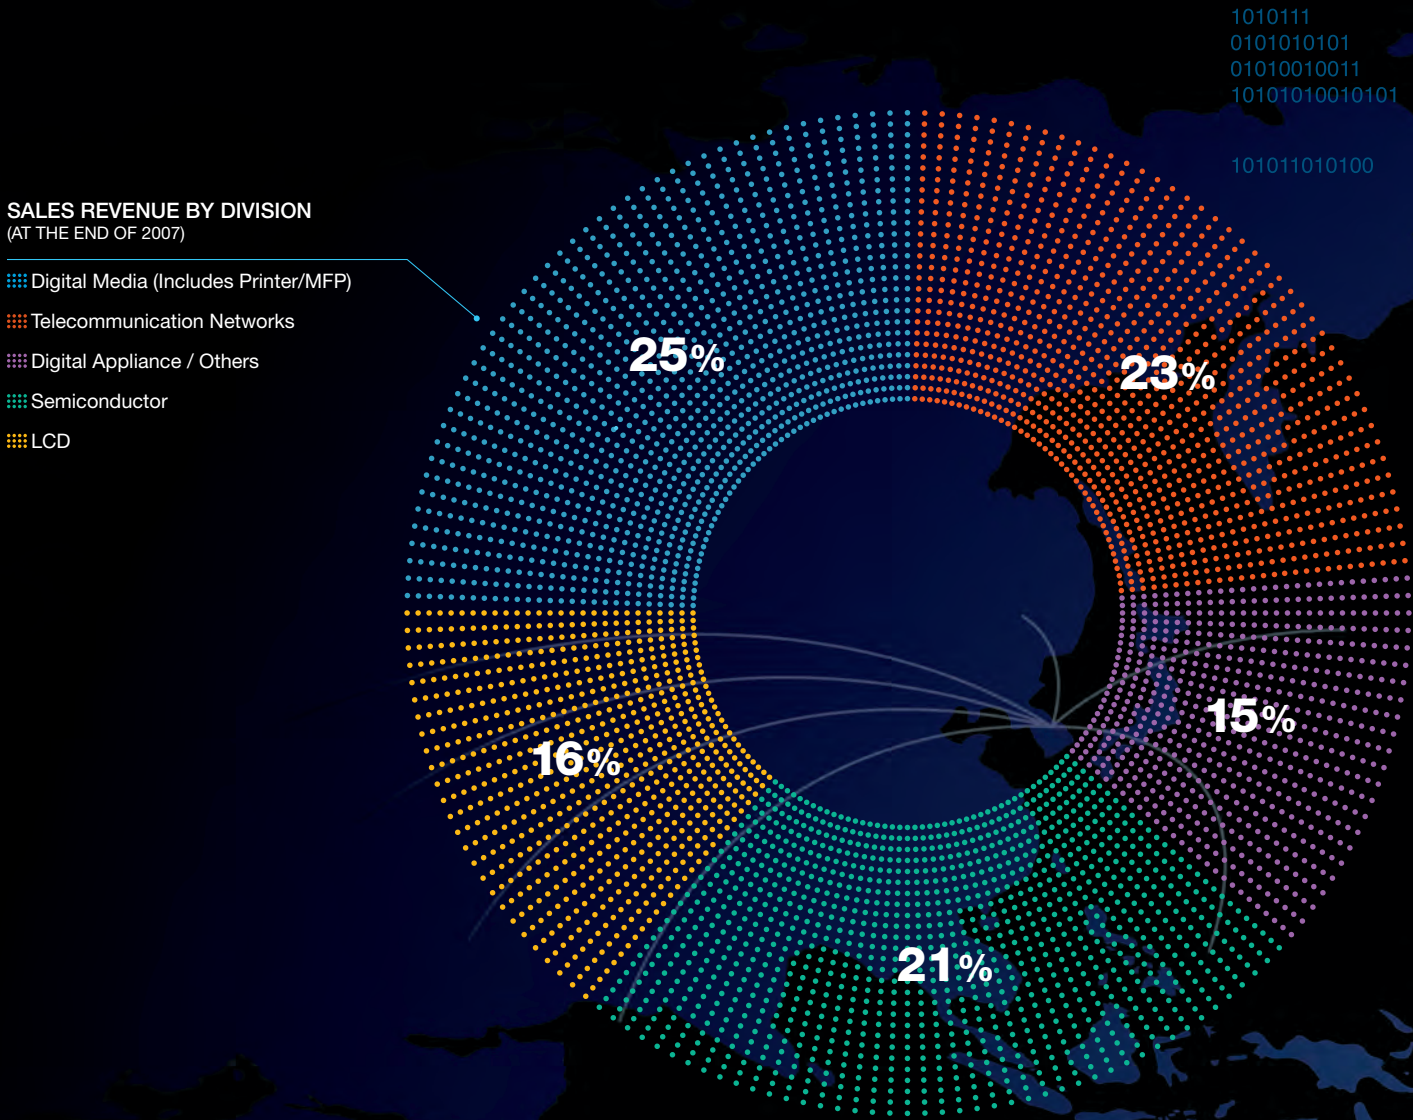 1010111
0101010101
01010010011
10101010010101
101011010100
SALES REVENUE BY DIVISION
(AT THE END OF 2007)
Digital Media (Includes Printer/MFP)
Telecommunication Networks
Digital Appliance / Others
Semiconductor
LCD
25%
23%
15%
16%
21%